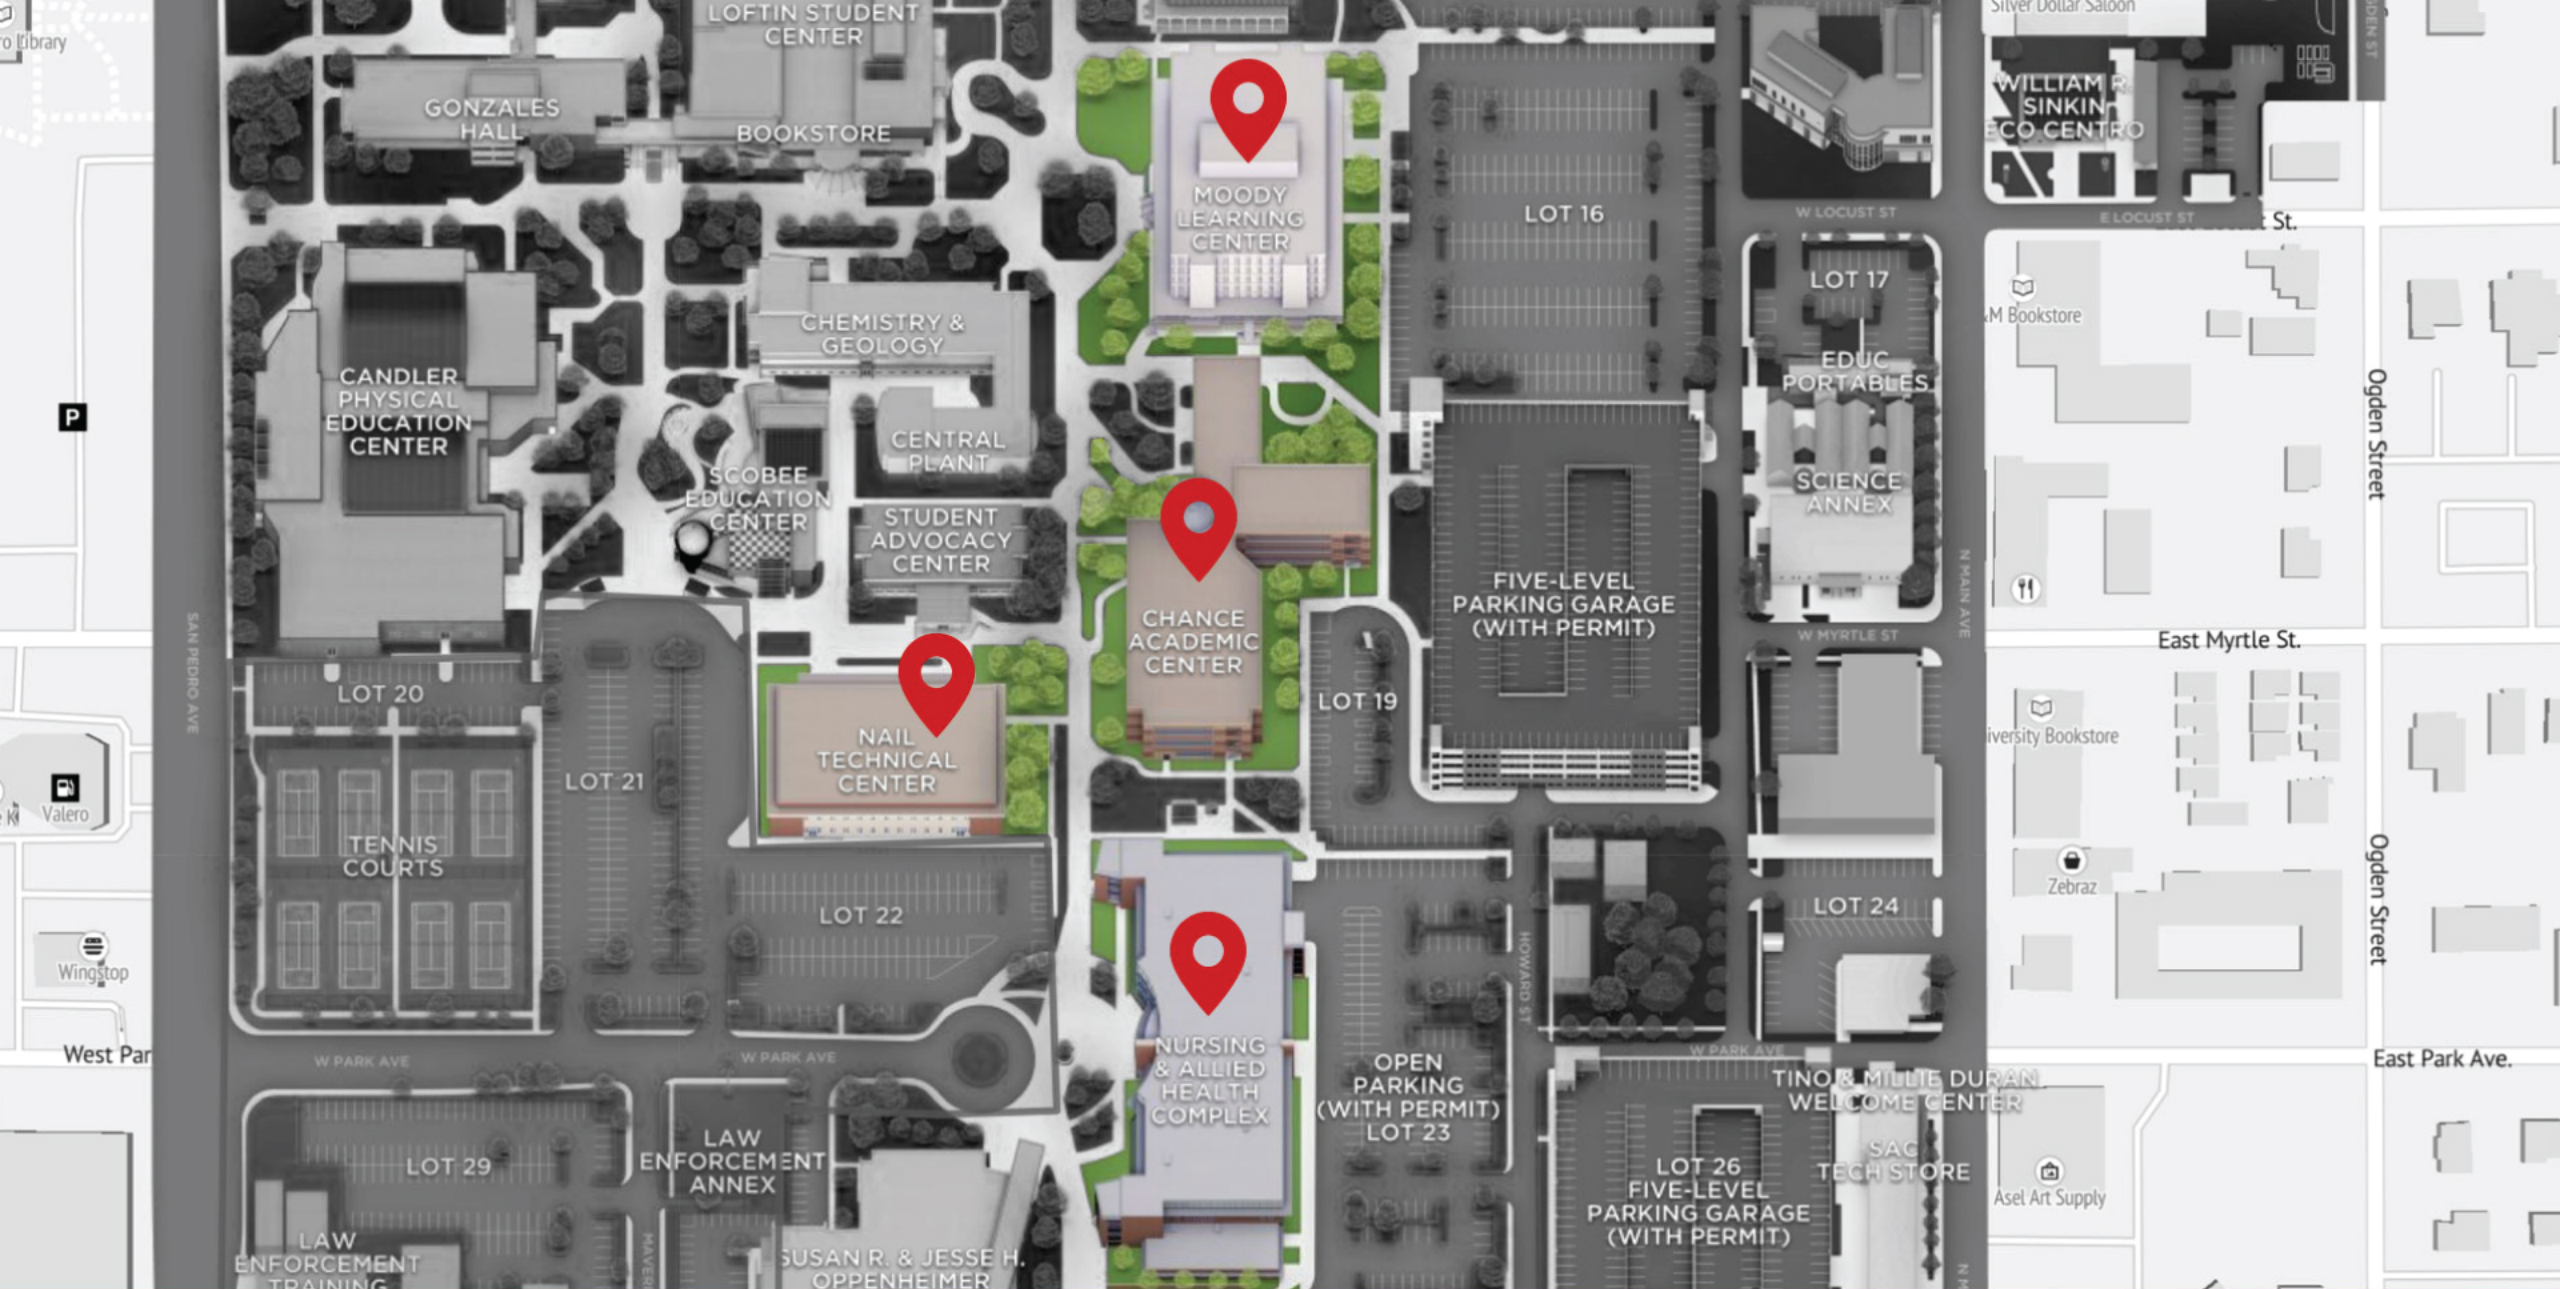 LOFTIN STUDENT
CENTER
Silver Dollar Saloon
Library
GONZALES
HALL
BOOKSTORE
WILLIAM R.
SINKIN
ECO CENTRO
MOODY
LEARNING
CENTER
LOT 16
W LOCUST ST
E LOCUST ST
St.
LOT 17
M Bookstore
CHEMISTRY &
GEOLOGY
EDUC
PORTABLES
CANDLER
PHYSICAL
EDUCATION
CENTER
P
Ogden Street
CENTRAL
PLANT
SCOBEE
EDUCATION
CENTER
SCIENCE
ANNEX
STUDENT
ADVOCACY
CENTER
FIVE-LEVEL
PARKING GARAGE
(WITH PERMIT)
N MAIN AVE
CHANCE
ACADEMIC
CENTER
W MYRTLE ST
East Myrtle St.
SAN PEDRO AVE
LOT 20
LOT 19
NAIL
TECHNICAL
CENTER
iversity Bookstore
LOT 21
Valero
TENNIS
COURTS
Zebraz
Ogden Street
LOT 22
LOT 24
Wingstop
HOWARD ST
West Par
W PARK AVE
W PARK AVE
W PARK AVE
East Park Ave.
NURSING
& ALLIED
HEALTH
COMPLEX
OPEN
PARKING
(WITH PERMIT)
LOT 23
TINO & MILLIE DURAN
WELCOME CENTER
LAW
ENFORCEMENT
ANNEX
LOT 29
SAC
TECH STORE
LOT 26
FIVE-LEVEL
PARKING GARAGE
(WITH PERMIT)
Asel Art Supply
LAW
ENFORCEMENT
TRAINING
MAVERI
SUSAN R. & JESSE H.
OPPENHEIMER
N M